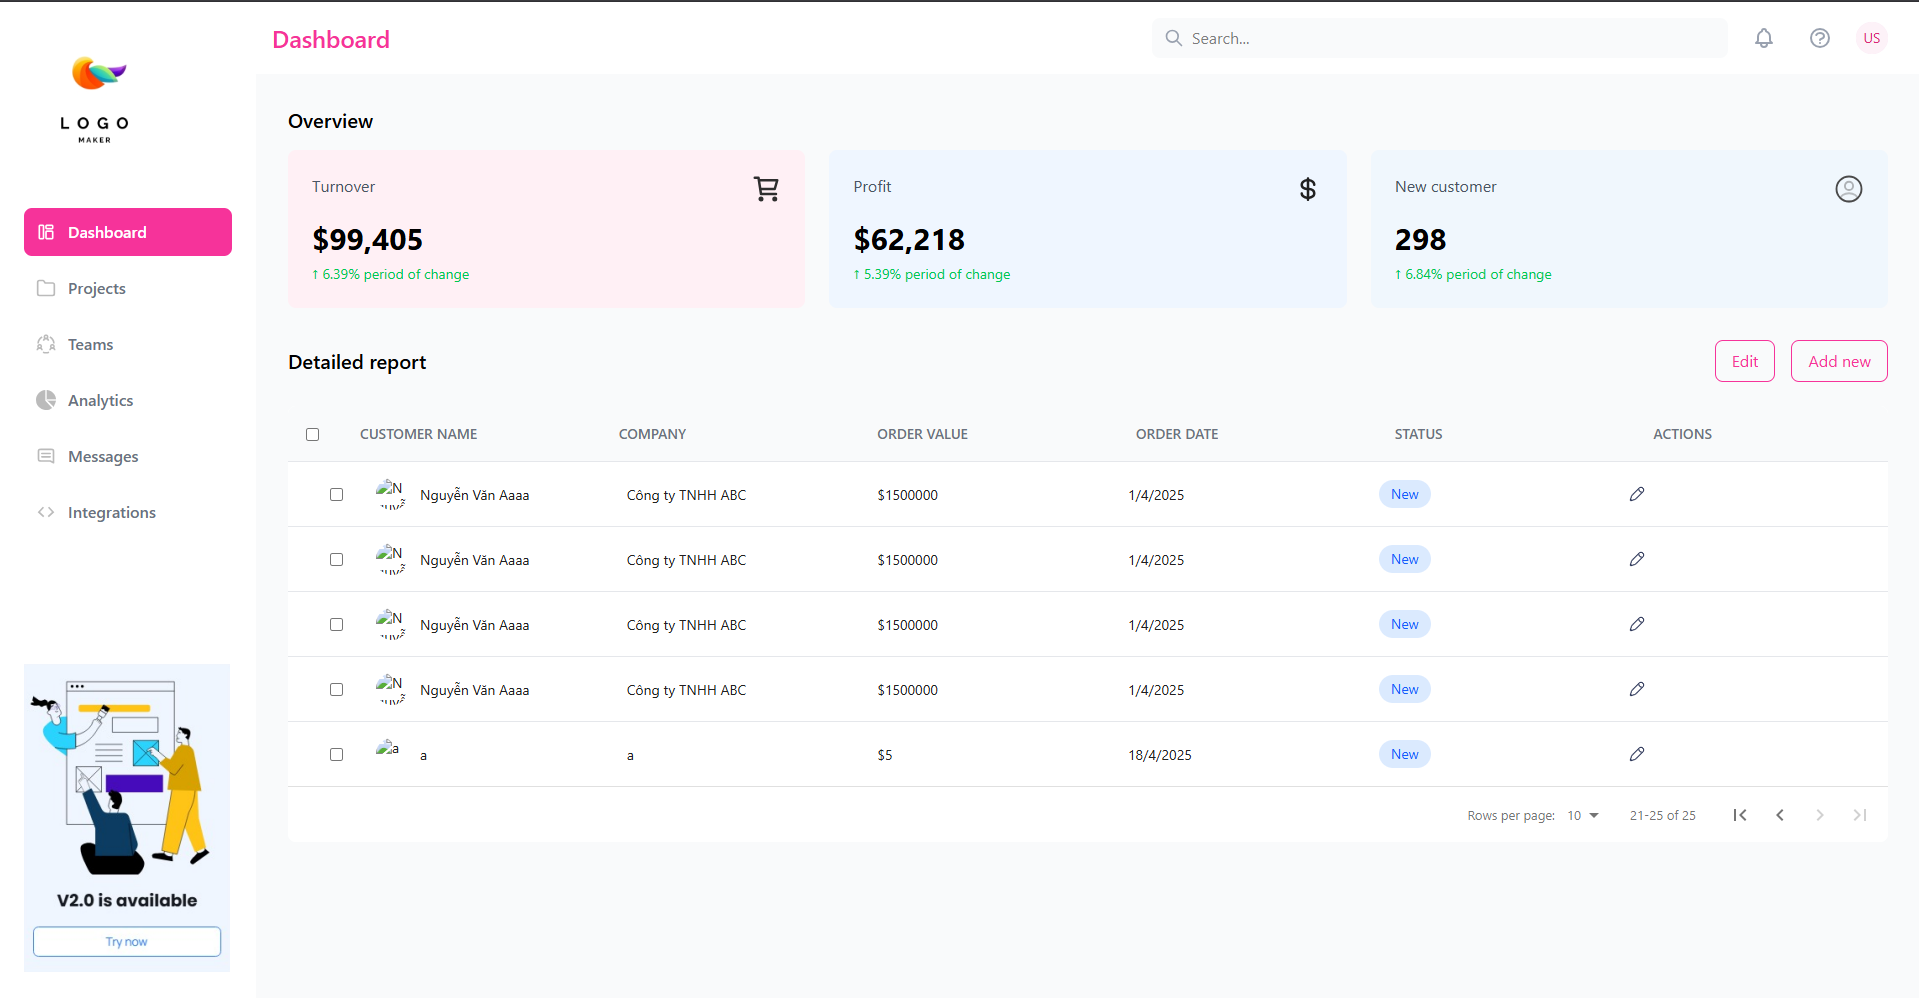 Dashboard
Search...
US
LOGO
MAKER
Dashboard
Projects
Teams
Analytics
Messages
Integrations
V2.0 is available
Try now
Overview
Turnover
$99,405
↑ 6.39% period of change
Profit
$
$62,218
↑ 5.39% period of change
New customer
298
↑ 6.84% period of change
Detailed report
Edit
Add new
CUSTOMER NAME COMPANY ORDER VALUE ORDER DATE STATUS ACTIONS
Nguyễn Văn Aaaa Công ty TNHH ABC $1500000 1/4/2025 New
Nguyễn Văn Aaaa Công ty TNHH ABC $1500000 1/4/2025 New
Nguyễn Văn Aaaa Công ty TNHH ABC $1500000 1/4/2025 New
Nguyễn Văn Aaaa Công ty TNHH ABC $1500000 1/4/2025 New
a a a $5 18/4/2025 New
Rows per page: 10 21-25 of 25